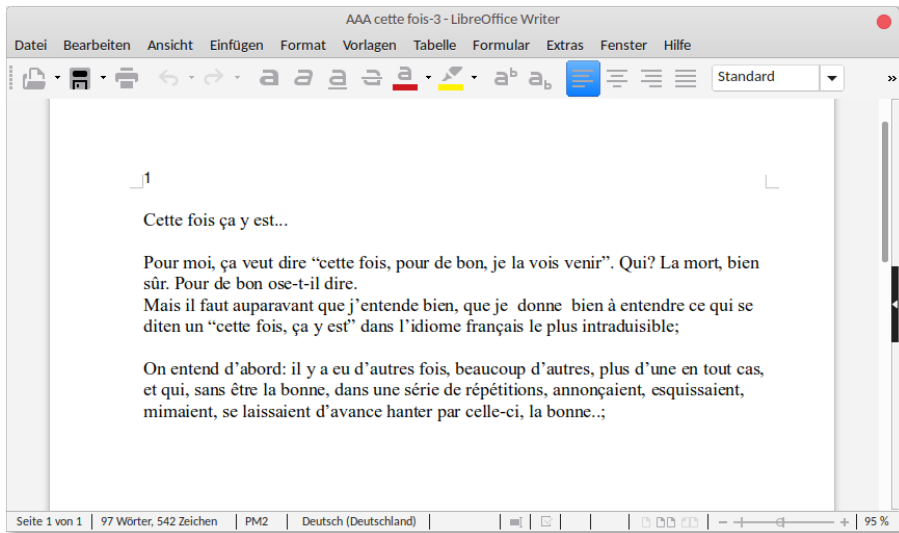 AAA cette fois-3 - LibreOffice Writer
Datei Bearbeiten Ansicht Einfügen Format Vorlagen Tabelle Formular Extras Fenster Hilfe
a a a a a a^b a_b Standard »
1
Cette fois ça y est...
Pour moi, ça veut dire “cette fois, pour de bon, je la vois venir”. Qui? La mort, bien
sûr. Pour de bon ose-t-il dire.
Mais il faut auparavant que j’entende bien, que je  donne  bien à entendre ce qui se
diten un “cette fois, ça y est” dans l’idiome français le plus intraduisible;
On entend d’abord: il y a eu d’autres fois, beaucoup d’autres, plus d’une en tout cas,
et qui, sans être la bonne, dans une série de répétitions, annonçaient, esquissaient,
mimaient, se laissaient d’avance hanter par celle-ci, la bonne..;
Seite 1 von 1 | 97 Wörter, 542 Zeichen | PM2 | Deutsch (Deutschland) | 95 %